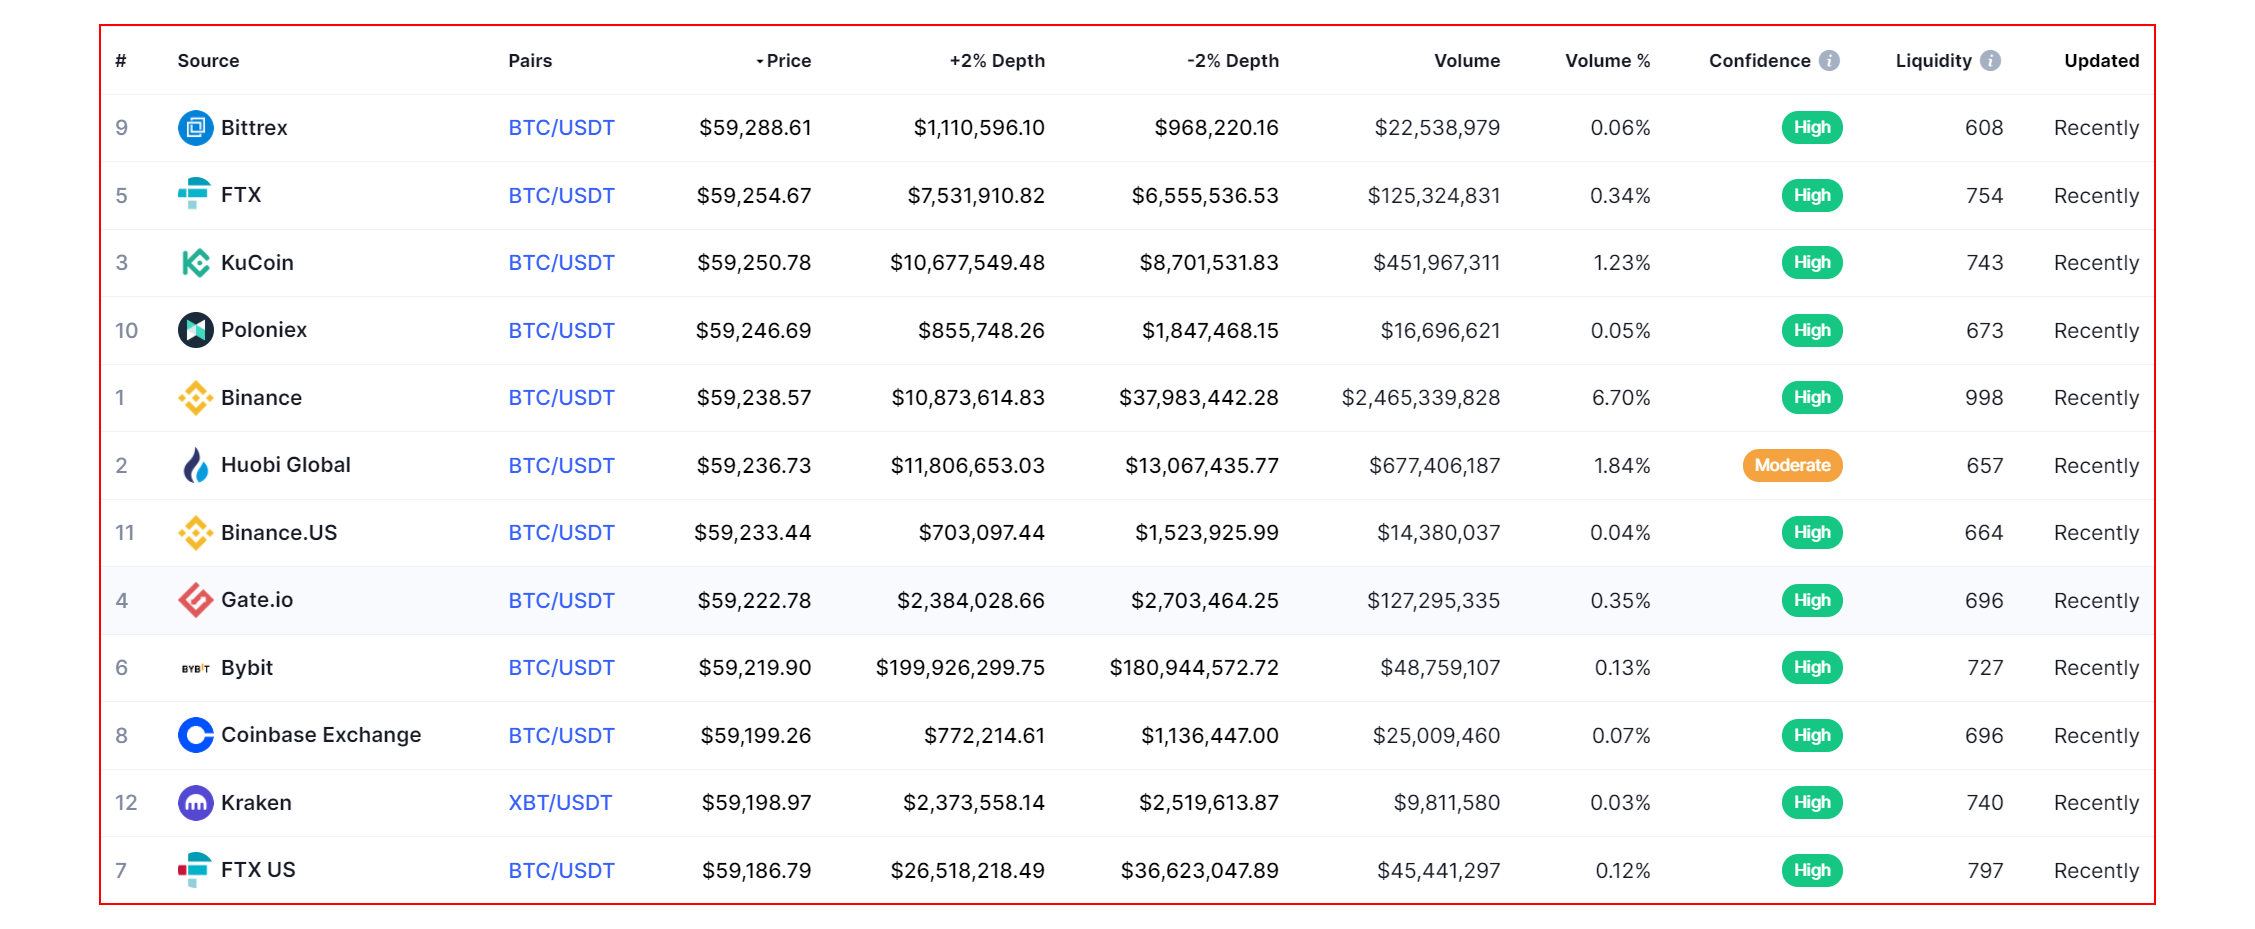 # Source Pairs Price +2% Depth -2% Depth Volume Volume % Confidence i Liquidity i Updated
9 Bittrex BTC/USDT $59,288.61 $1,110,596.10 $968,220.16 $22,538,979 0.06% High 608 Recently
5 FTX BTC/USDT $59,254.67 $7,531,910.82 $6,555,536.53 $125,324,831 0.34% High 754 Recently
3 KuCoin BTC/USDT $59,250.78 $10,677,549.48 $8,701,531.83 $451,967,311 1.23% High 743 Recently
10 Poloniex BTC/USDT $59,246.69 $855,748.26 $1,847,468.15 $16,696,621 0.05% High 673 Recently
1 Binance BTC/USDT $59,238.57 $10,873,614.83 $37,983,442.28 $2,465,339,828 6.70% High 998 Recently
2 Huobi Global BTC/USDT $59,236.73 $11,806,653.03 $13,067,435.77 $677,406,187 1.84% Moderate 657 Recently
11 Binance.US BTC/USDT $59,233.44 $703,097.44 $1,523,925.99 $14,380,037 0.04% High 664 Recently
4 Gate.io BTC/USDT $59,222.78 $2,384,028.66 $2,703,464.25 $127,295,335 0.35% High 696 Recently
6 BYBIT Bybit BTC/USDT $59,219.90 $199,926,299.75 $180,944,572.72 $48,759,107 0.13% High 727 Recently
8 Coinbase Exchange BTC/USDT $59,199.26 $772,214.61 $1,136,447.00 $25,009,460 0.07% High 696 Recently
12 Kraken XBT/USDT $59,198.97 $2,373,558.14 $2,519,613.87 $9,811,580 0.03% High 740 Recently
7 FTX US BTC/USDT $59,186.79 $26,518,218.49 $36,623,047.89 $45,441,297 0.12% High 797 Recently